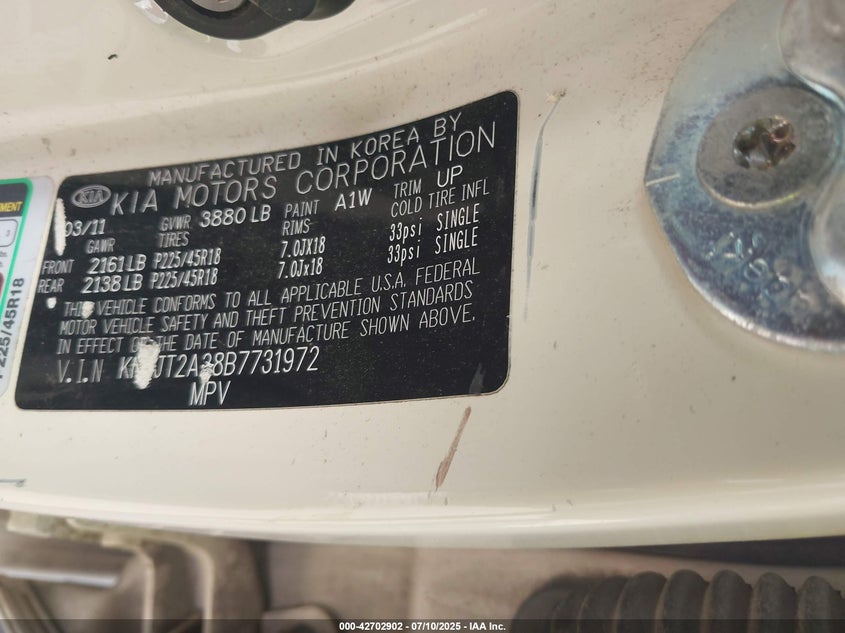 MANUFACTURED IN KOREA BY
KIA KIA MOTORS CORPORATION
03/11 GVWR 3880 LB PAINT A1W TRIM UP
GAWR TIRES RIMS COLD TIRE INFL
FRONT 2161 LB P225/45R18 7.0JX18 33psi SINGLE
REAR 2138 LB P225/45R18 7.0Jx18 33psi SINGLE
THIS VEHICLE CONFORMS TO ALL APPLICABLE U.S.A. FEDERAL
MOTOR VEHICLE SAFETY AND THEFT PREVENTION STANDARDS
IN EFFECT ON THE DATE OF MANUFACTURE SHOWN ABOVE.
V.I.N
MPV
P225/45R18
000-42702902 - 07/10/2025 - IAA Inc.